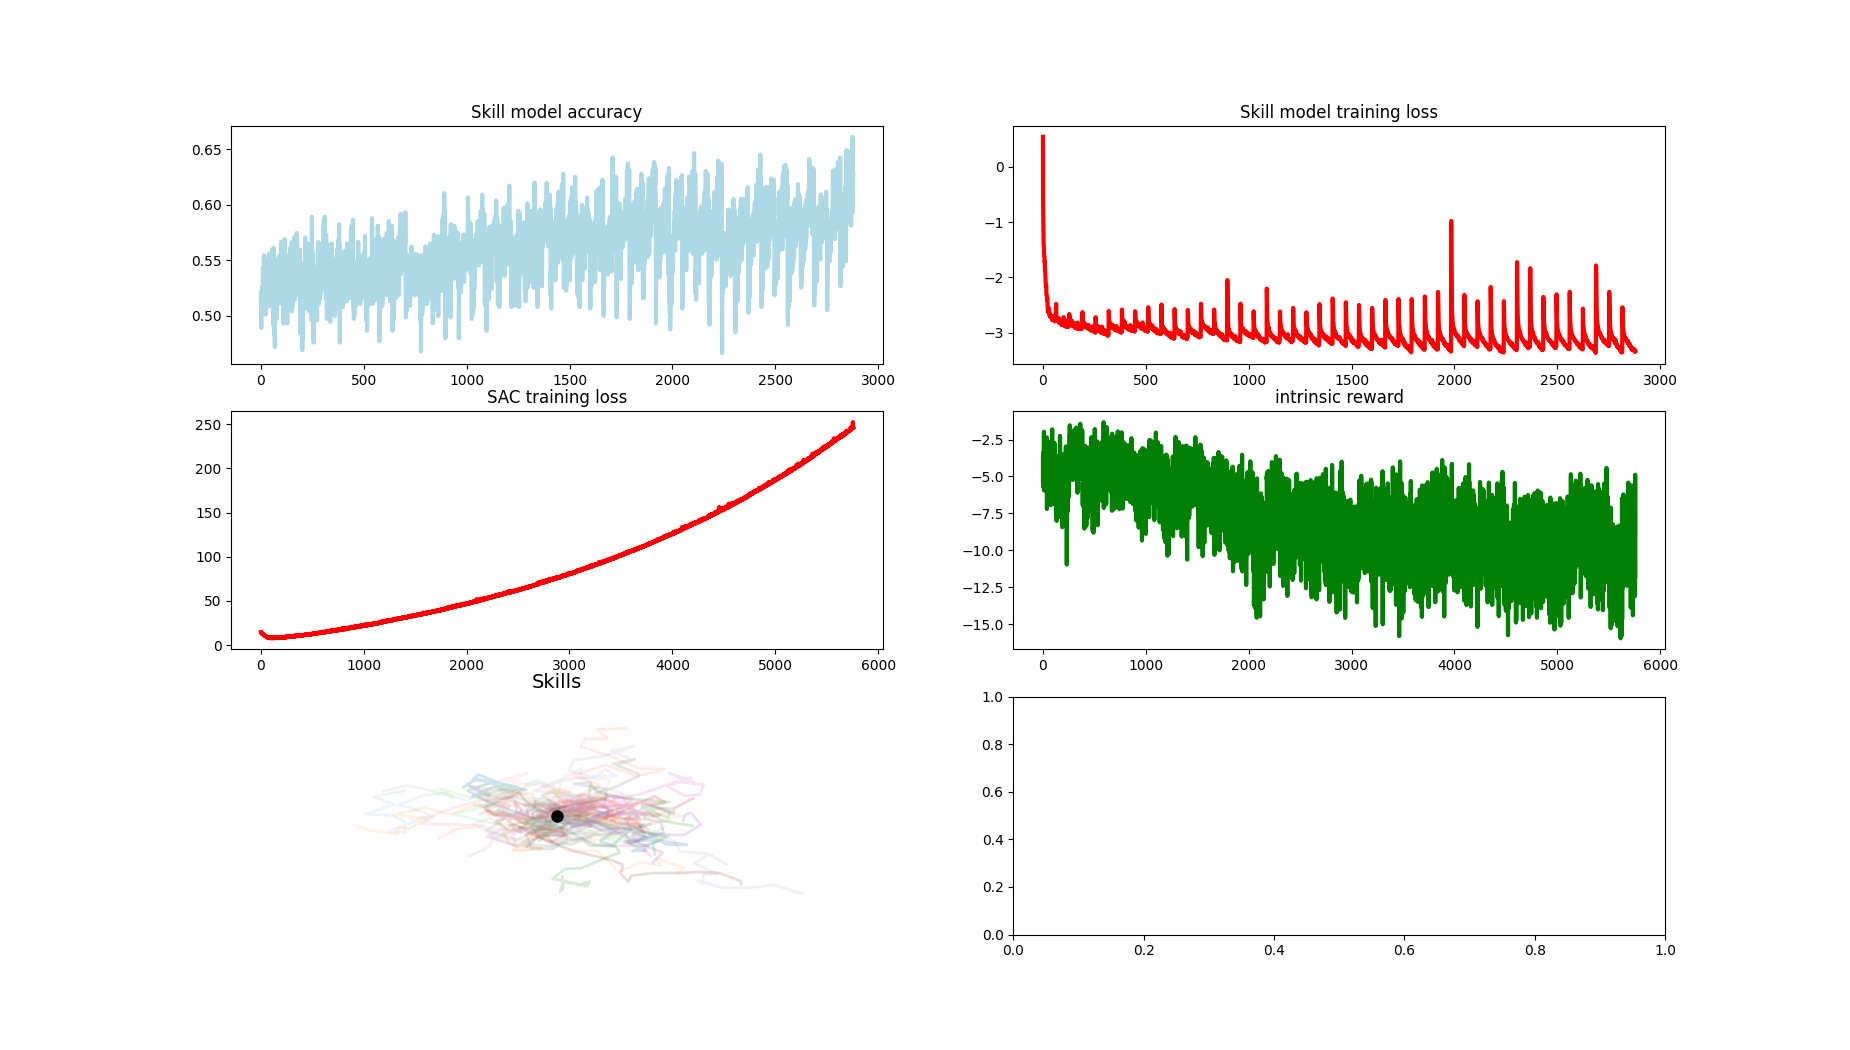 Skill model accuracy
0.65
0.60
0.55
0.50
0 500 1000 1500 2000 2500 3000
Skill model training loss
0
−1
−2
−3
0 500 1000 1500 2000 2500 3000
SAC training loss
250
200
150
100
50
0
0 1000 2000 3000 4000 5000 6000
intrinsic reward
−2.5
−5.0
−7.5
−10.0
−12.5
−15.0
0 1000 2000 3000 4000 5000 6000
Skills
1.0
0.8
0.6
0.4
0.2
0.0
0.0 0.2 0.4 0.6 0.8 1.0